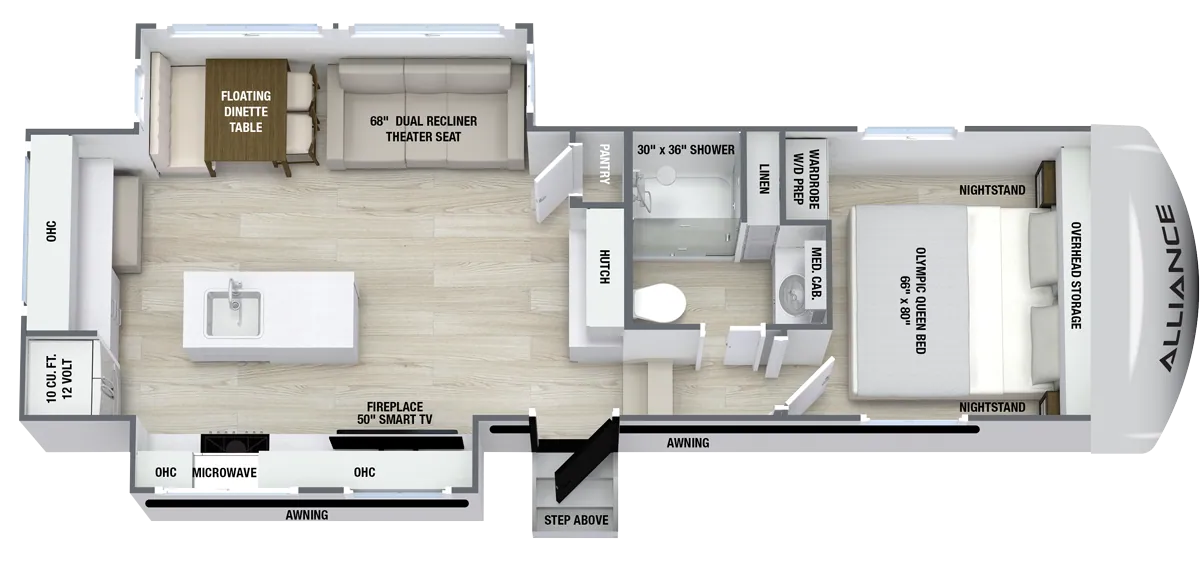 FLOATING
DINETTE
TABLE
68" DUAL RECLINER
THEATER SEAT
PANTRY
30" x 36" SHOWER
LINEN
WARDROBE
W/D PREP
NIGHTSTAND
OHC
HUTCH
MED. CAB.
OLYMPIC QUEEN BED
66" x 80"
OVERHEAD STORAGE
ALLIANCE
10 CU. FT.
12 VOLT
FIREPLACE
50" SMART TV
NIGHTSTAND
AWNING
OHC
MICROWAVE
OHC
AWNING
STEP ABOVE